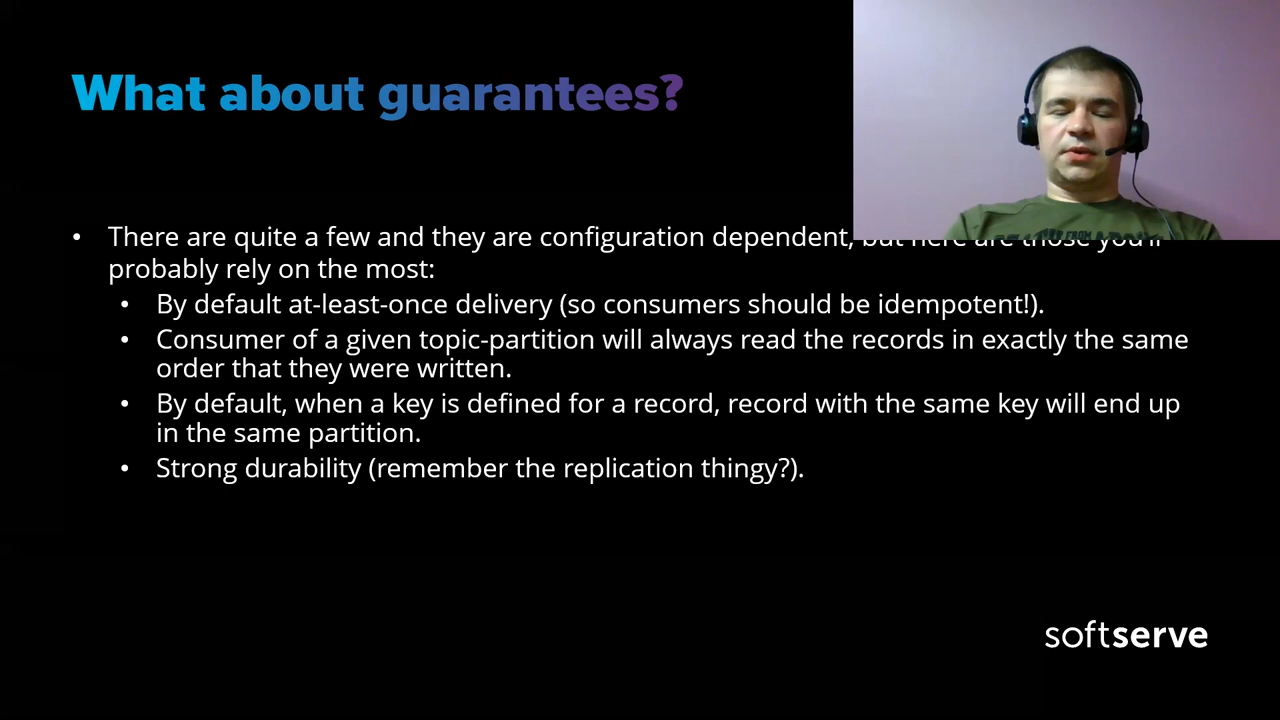 What about guarantees?
• There are quite a few and they are configuration dependent, but here are those you'll
probably rely on the most:
• By default at-least-once delivery (so consumers should be idempotent!).
• Consumer of a given topic-partition will always read the records in exactly the same
order that they were written.
• By default, when a key is defined for a record, record with the same key will end up
in the same partition.
• Strong durability (remember the replication thingy?).
softserve